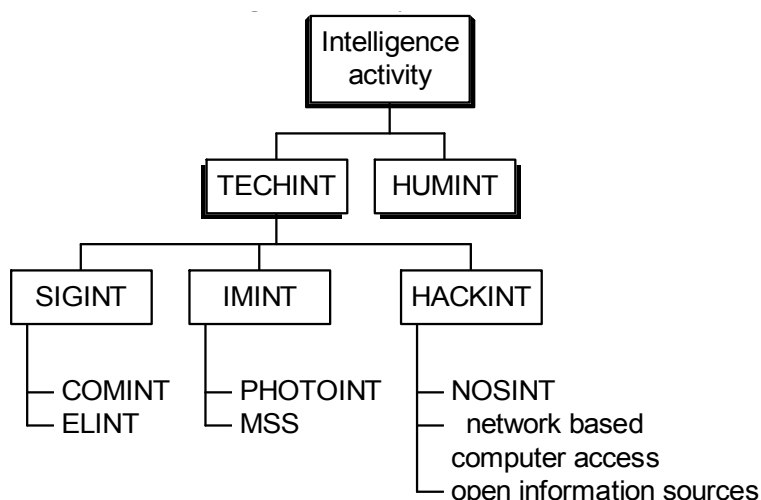 Intelligence
activity
TECHINT
HUMINT
SIGINT
IMINT
HACKINT
COMINT
ELINT
PHOTOINT
MSS
NOSINT
network based
computer access
open information sources